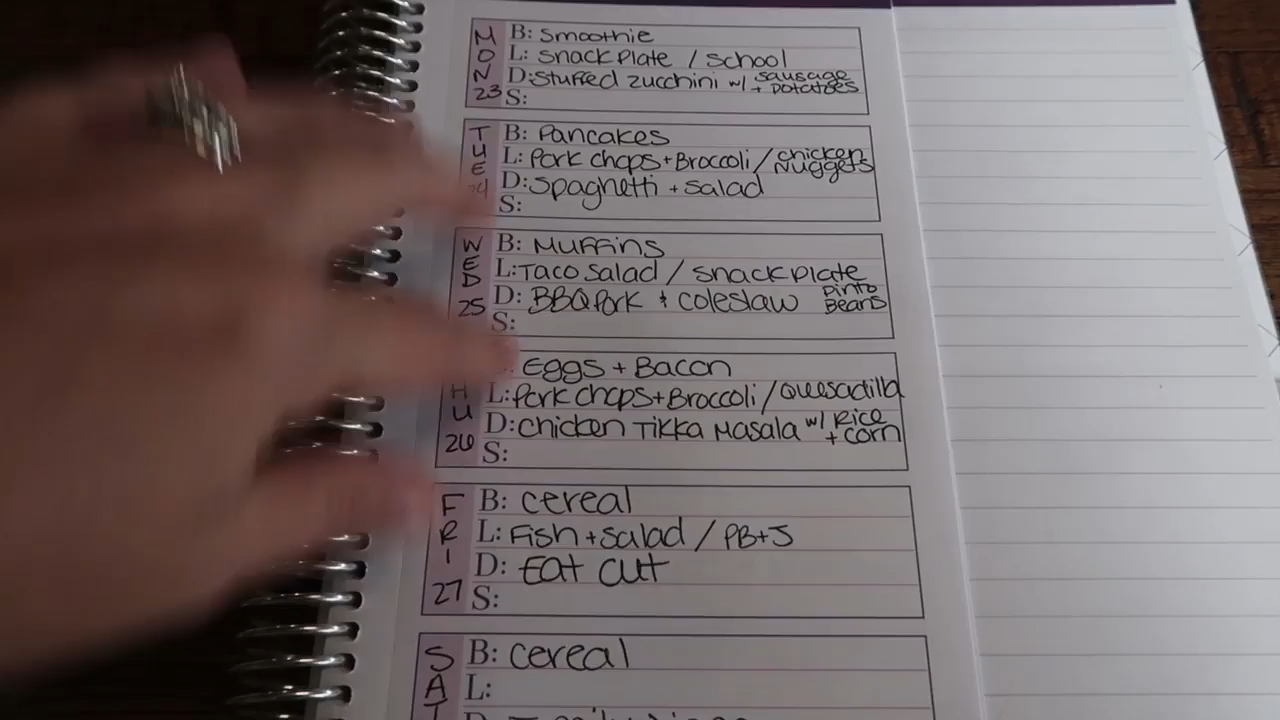 MON 23
B: Smoothie
L: Snack Plate / School
D: Stuffed Zucchini w/ sausage + potatoes
S:
TUE 24
B: Pancakes
L: Pork chops + Broccoli / chicken Nuggets
D: Spaghetti + Salad
S:
WED 25
B: Muffins
L: Taco Salad / Snack plate
D: BBQ Pork + coleslaw Pinto Beans
S:
HU 26
Eggs + Bacon
L: Pork chops + Broccoli / Quesadilla
D: Chicken Tikka Masala w/ Rice + corn
S:
FRI 27
B: cereal
L: Fish + salad / PB+J
D: Eat out
S:
SAT
B: cereal
L: